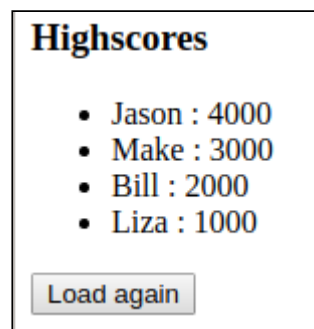 Highscores
Jason : 4000
Make : 3000
Bill : 2000
Liza : 1000
Load again